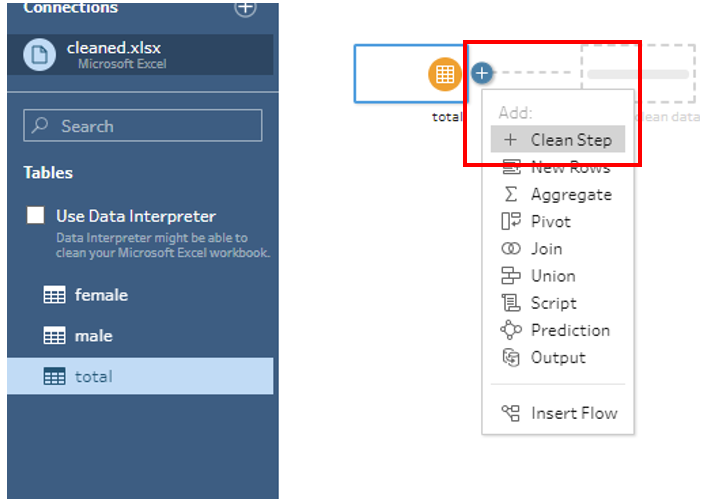 Connections
cleaned.xlsx
Microsoft Excel
Search
Tables
Use Data Interpreter
Data Interpreter might be able to
clean your Microsoft Excel workbook.
female
male
total
total
clean data
Add:
Clean Step
New Rows
Aggregate
Pivot
Join
Union
Script
Prediction
Output
Insert Flow